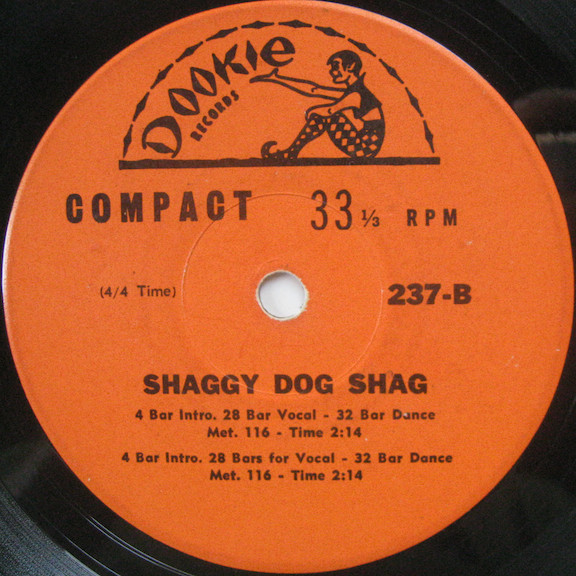 DOOKIE
RECORDS
COMPACT 33 1/3 RPM
(4/4 Time) 237-B
SHAGGY DOG SHAG
4 Bar Intro. 28 Bar Vocal - 32 Bar Dance
Met. 116 - Time 2:14
4 Bar Intro. 28 Bars for Vocal - 32 Bar Dance
Met. 116 - Time 2:14